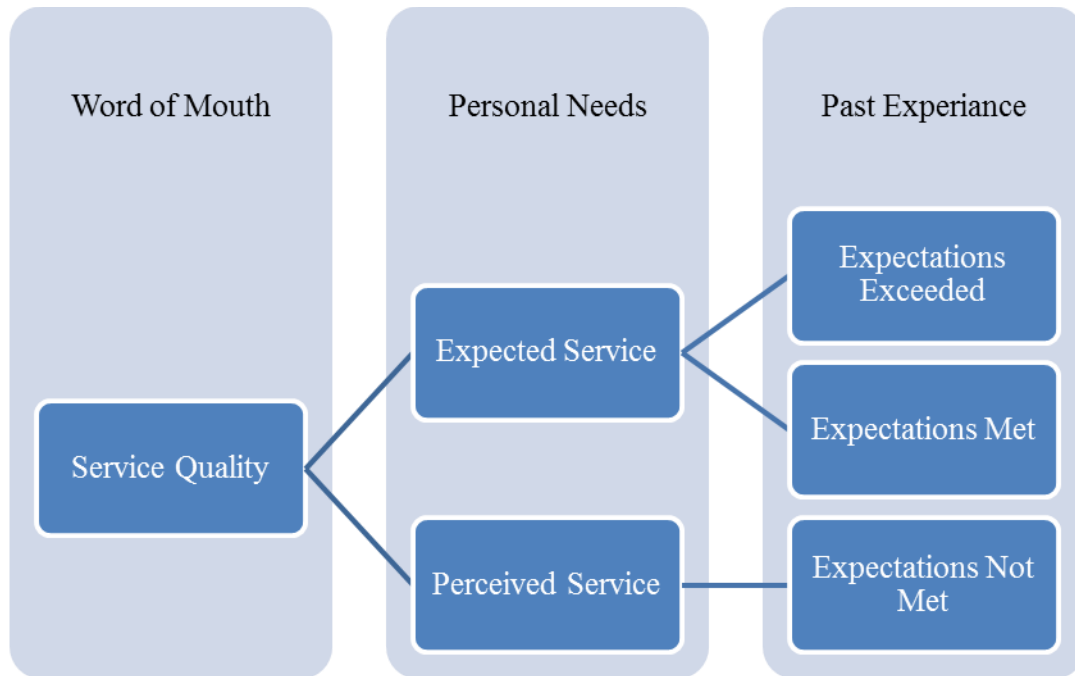 Word of Mouth
Personal Needs
Past Experiance
Service Quality
Expected Service
Perceived Service
Expectations
Exceeded
Expectations Met
Expectations Not
Met